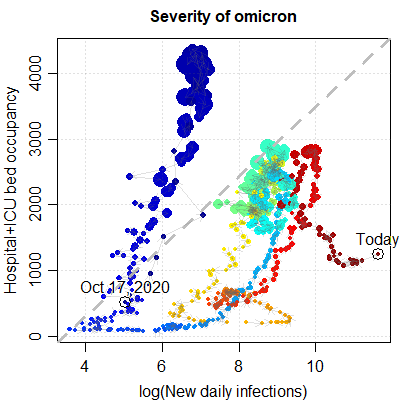 Severity of omicron
Hospital+ICU bed occupancy
4000
3000
2000
1000
0
Oct 17, 2020
Today
4
6
8
10
log(New daily infections)